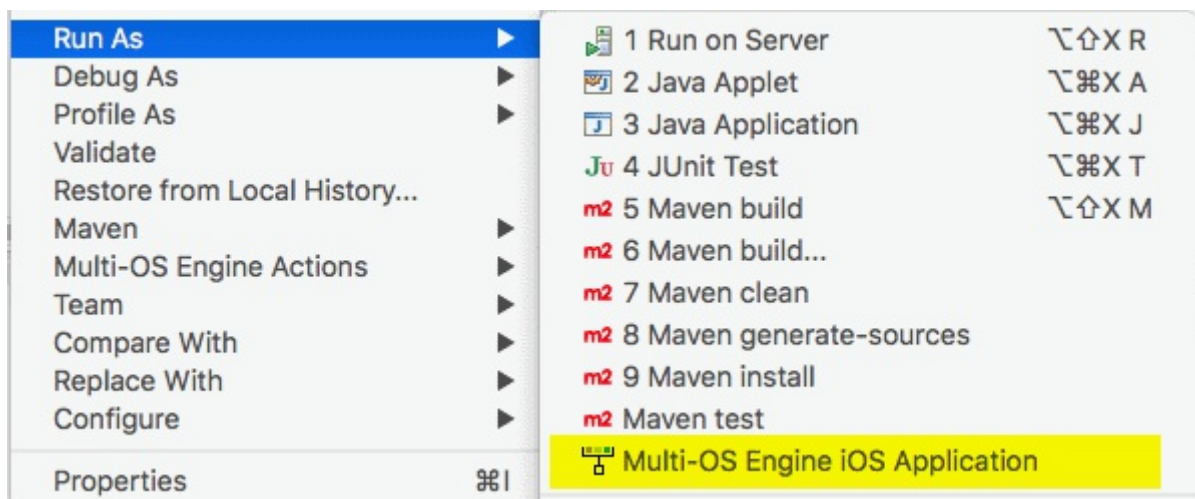 Run As ▶
Debug As ▶
Profile As ▶
Validate
Restore from Local History...
Maven ▶
Multi-OS Engine Actions ▶
Team ▶
Compare With ▶
Replace With ▶
Configure ▶
Properties ⌘I
1 Run on Server ⌥⇧X R
2 Java Applet ⌥⌘X A
3 Java Application ⌥⌘X J
Ju 4 JUnit Test ⌥⌘X T
m2 5 Maven build ⌥⇧X M
m2 6 Maven build...
m2 7 Maven clean
m2 8 Maven generate-sources
m2 9 Maven install
m2 Maven test
Multi-OS Engine iOS Application